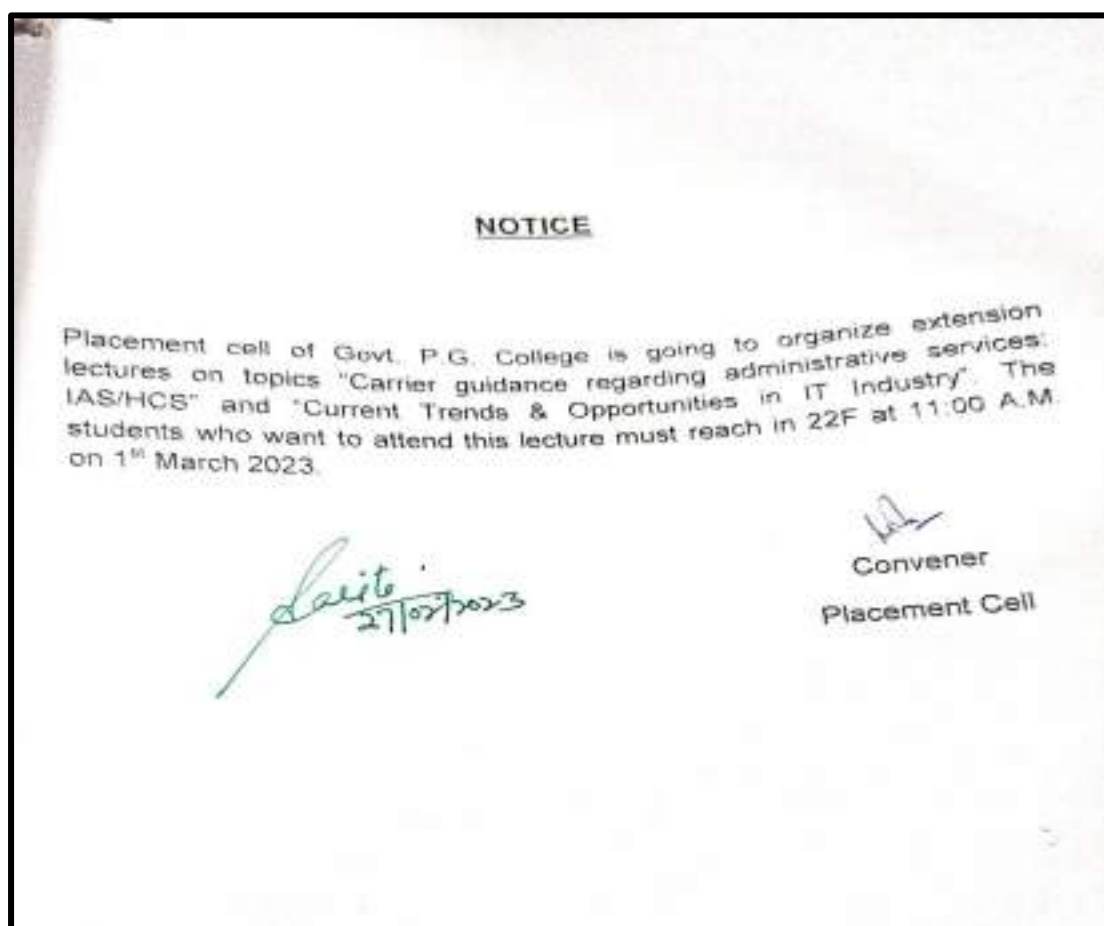 NOTICE
Placement cell of Govt. P.G. College is going to organize extension
lectures on topics "Carrier guidance regarding administrative services:
IAS/HCS" and "Current Trends & Opportunities in IT Industry". The
students who want to attend this lecture must reach in 22F at 11:00 A.M.
on 1st March 2023.
27/02/2023
Convener
Placement Cell